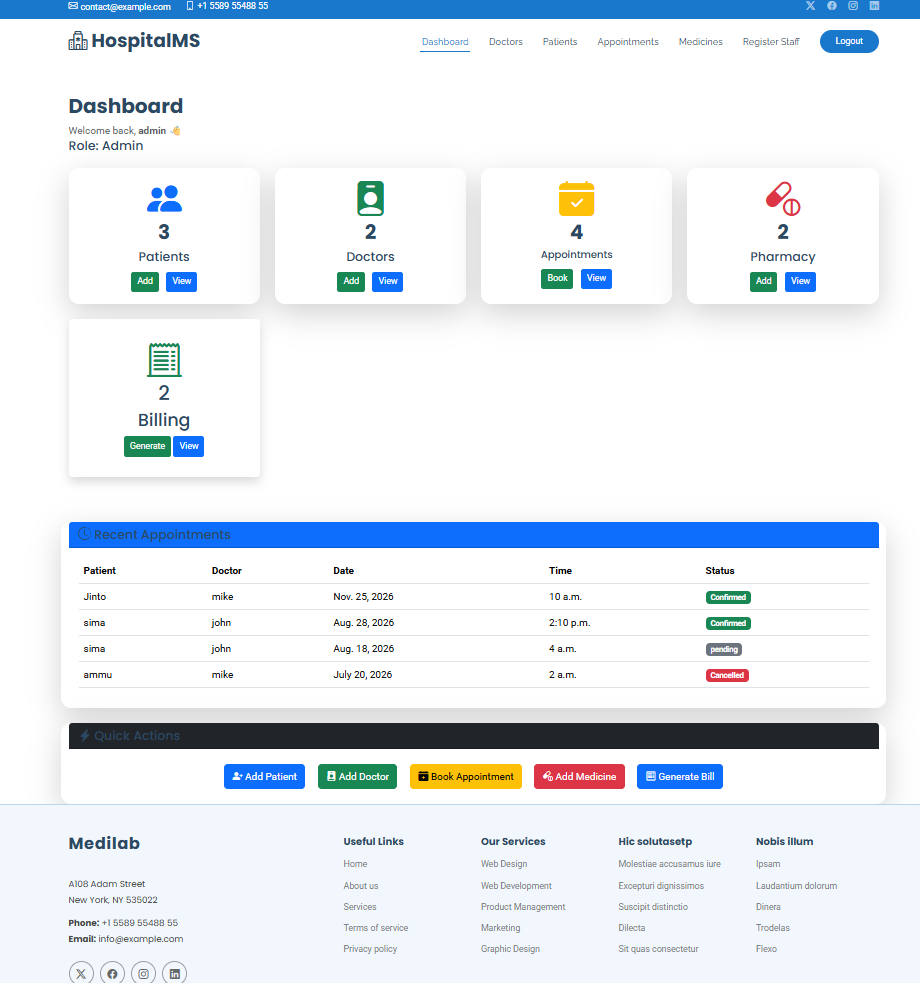 contact@example.com +1 5589 55488 55
HospitalMS Dashboard Doctors Patients Appointments Medicines Register Staff Logout
Dashboard
Welcome back, admin 👋
Role: Admin
3 2 4 2
Patients Doctors Appointments Pharmacy
Add View Add View Book View Add View
2
Billing
Generate View
Recent Appointments
Patient Doctor Date Time Status
Jinto mike Nov. 25, 2026 10 a.m. Confirmed
sima john Aug. 28, 2026 2:10 p.m. Confirmed
sima john Aug. 18, 2026 4 a.m. pending
ammu mike July 20, 2026 2 a.m. Cancelled
Quick Actions
Add Patient Add Doctor Book Appointment Add Medicine Generate Bill
Medilab
A108 Adam Street
New York, NY 535022
Phone: +1 5589 55488 55
Email: info@example.com
Useful Links
Home
About us
Services
Terms of service
Privacy policy
Our Services
Web Design
Web Development
Product Management
Marketing
Graphic Design
Hic solutasetp
Molestiae accusamus iure
Excepturi dignissimos
Suscipit distinctio
Dilecta
Sit quas consectetur
Nobis illum
Ipsam
Laudantium dolorum
Dinera
Trodelas
Flexo